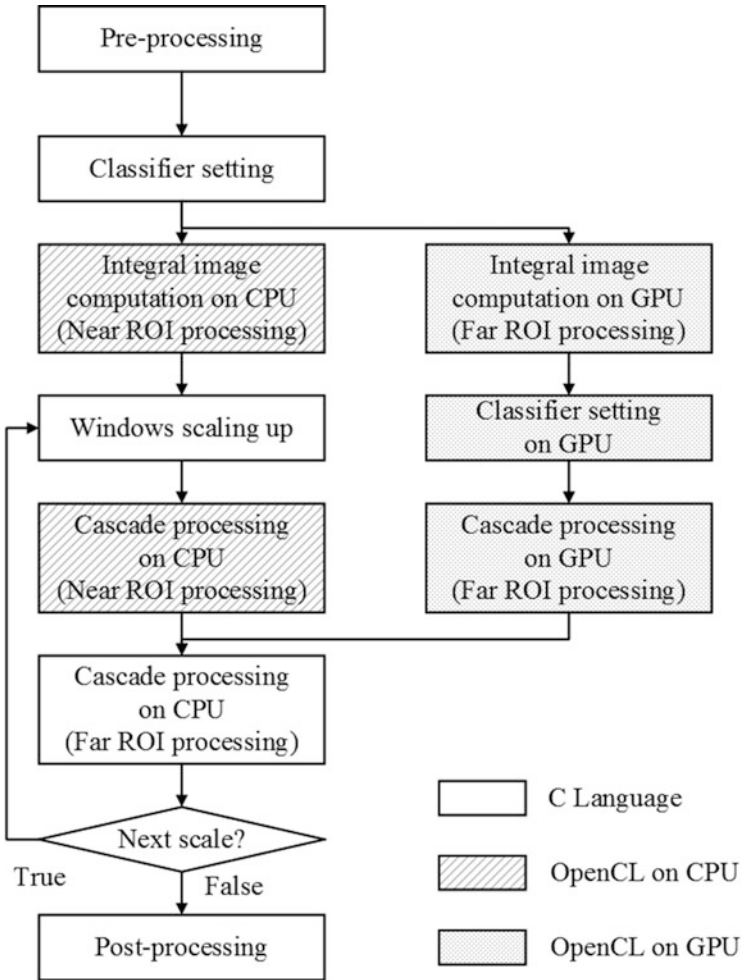 Pre-processing
Classifier setting
Integral image
computation on CPU
(Near ROI processing)
Integral image
computation on GPU
(Far ROI processing)
Windows scaling up
Classifier setting
on GPU
Cascade processing
on CPU
(Near ROI processing)
Cascade processing
on GPU
(Far ROI processing)
Cascade processing
on CPU
(Far ROI processing)
Next scale?
True
False
Post-processing
C Language
OpenCL on CPU
OpenCL on GPU